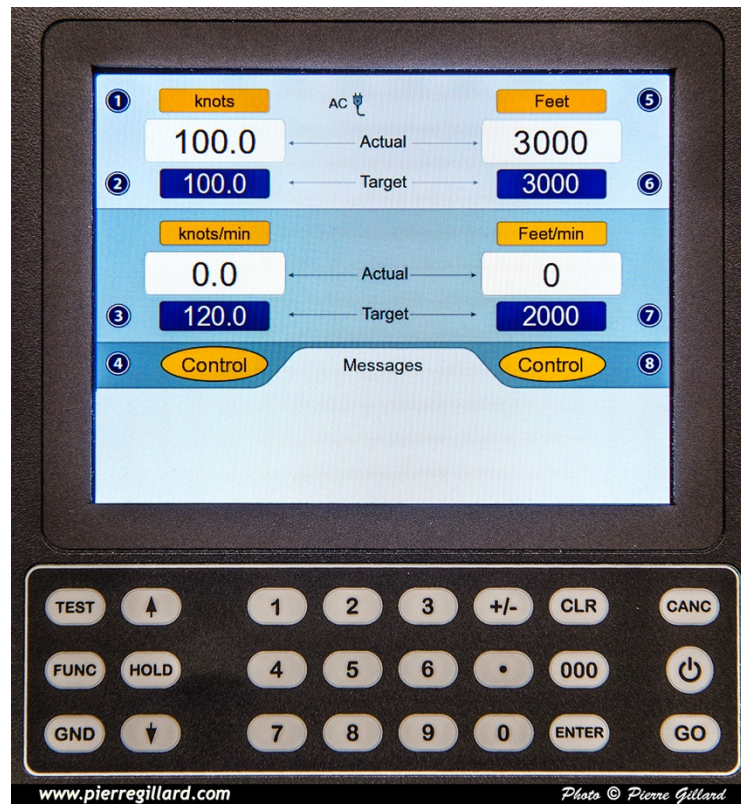 1 knots AC Feet 5
100.0 Actual 3000
2 100.0 Target 3000 6
knots/min Feet/min
0.0 Actual 0
3 120.0 Target 2000 7
4 Control Messages Control 8
TEST 1 2 3 +/- CLR CANC
FUNC HOLD 4 5 6 • 000
GND 7 8 9 0 ENTER GO
www.pierregillard.com Photo © Pierre Gillard